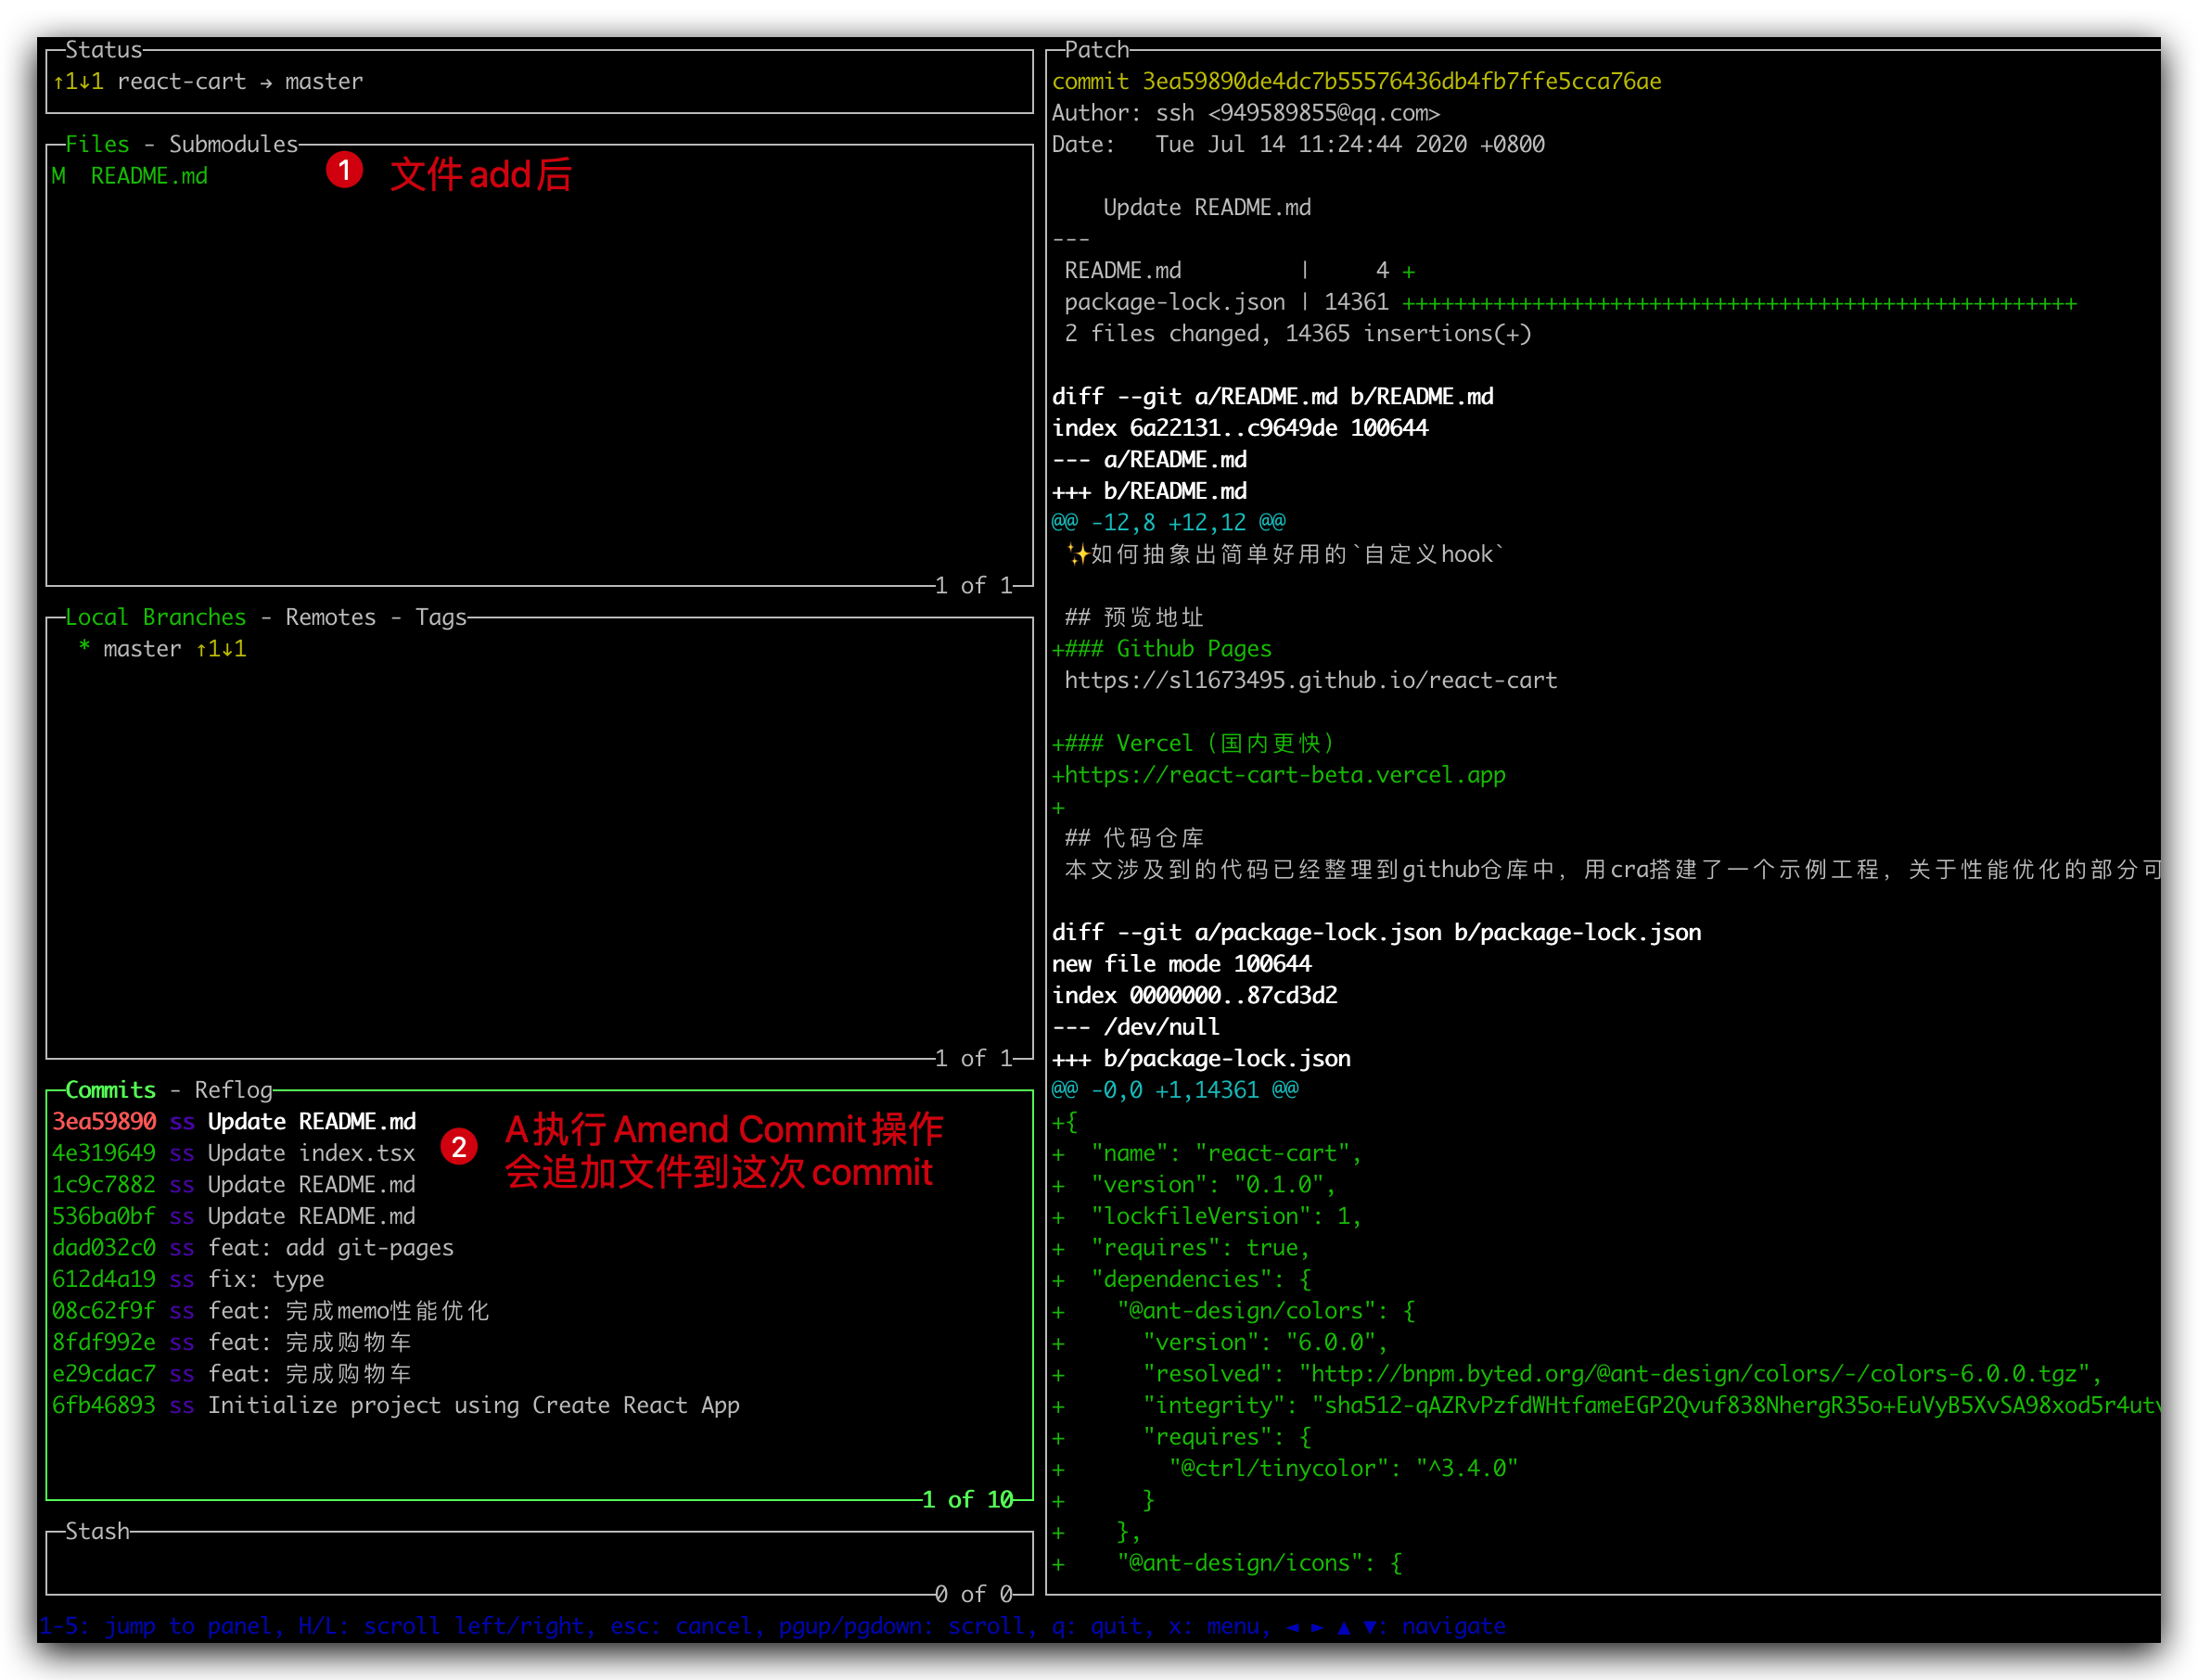 Status
↑1↓1 react-cart → master
Files - Submodules
M README.md
1 文件add后
1 of 1
Local Branches - Remotes - Tags
* master ↑1↓1
1 of 1
Commits - Reflog
3ea59890 ss Update README.md
4e319649 ss Update index.tsx
1c9c7882 ss Update README.md
536ba0bf ss Update README.md
dad032c0 ss feat: add git-pages
612d4a19 ss fix: type
08c62f9f ss feat: 完成memo性能优化
8fdf992e ss feat: 完成购物车
e29cdac7 ss feat: 完成购物车
6fb46893 ss Initialize project using Create React App
2 A执行 Amend Commit操作
会追加文件到这次 commit
1 of 10
Stash
0 of 0
Patch
commit 3ea59890de4dc7b55576436db4fb7ffe5cca76ae
Author: ssh <949589855@qq.com>
Date:   Tue Jul 14 11:24:44 2020 +0800
Update README.md
---
README.md         |     4 +
package-lock.json | 14361 ++++++++++++++++++++++++++++++++++++++++++++++++++++
2 files changed, 14365 insertions(+)
diff --git a/README.md b/README.md
index 6a22131..c9649de 100644
--- a/README.md
+++ b/README.md
@@ -12,8 +12,12 @@
✨如何抽象出简单好用的`自定义hook`
## 预览地址
+### Github Pages
https://sl1673495.github.io/react-cart
+### Vercel（国内更快）
+https://react-cart-beta.vercel.app
+
## 代码仓库
本文涉及到的代码已经整理到github仓库中，用cra搭建了一个示例工程，关于性能优化的部分可
diff --git a/package-lock.json b/package-lock.json
new file mode 100644
index 0000000..87cd3d2
--- /dev/null
+++ b/package-lock.json
@@ -0,0 +1,14361 @@
+{
+  "name": "react-cart",
+  "version": "0.1.0",
+  "lockfileVersion": 1,
+  "requires": true,
+  "dependencies": {
+    "@ant-design/colors": {
+      "version": "6.0.0",
+      "resolved": "http://bnpm.byted.org/@ant-design/colors/-/colors-6.0.0.tgz",
+      "integrity": "sha512-qAZRvPzfdWHtfameEGP2Qvuf838NhergR35o+EuVyB5XvSA98xod5r4utv
+      "requires": {
+        "@ctrl/tinycolor": "^3.4.0"
+      }
+    },
+    "@ant-design/icons": {
1-5: jump to panel, H/L: scroll left/right, esc: cancel, pgup/pgdown: scroll, q: quit, x: menu, ◄ ► ▲ ▼: navigate